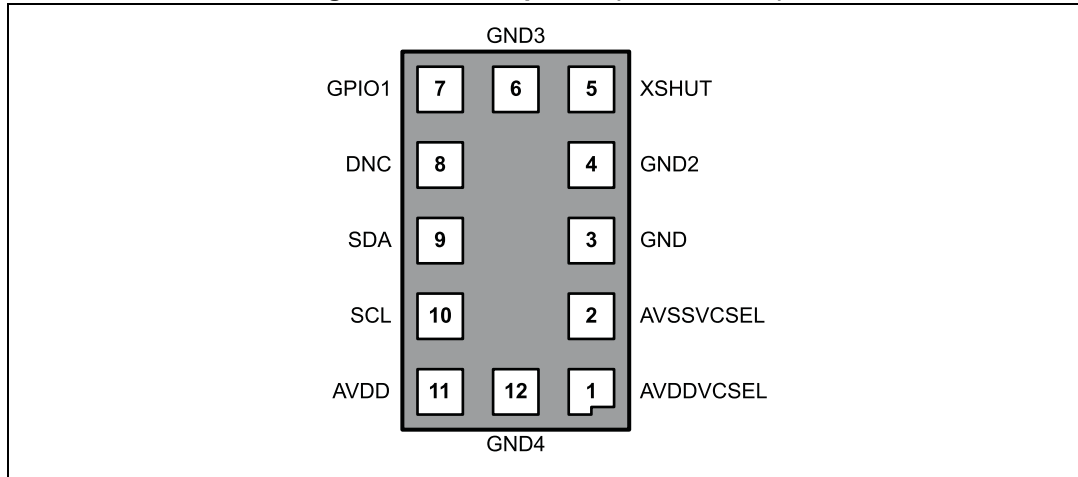 GND3
GPIO1 7 6 5 XSHUT
DNC 8 4 GND2
SDA 9 3 GND
SCL 10 2 AVSSVCSEL
AVDD 11 12 1 AVDDVCSEL
GND4